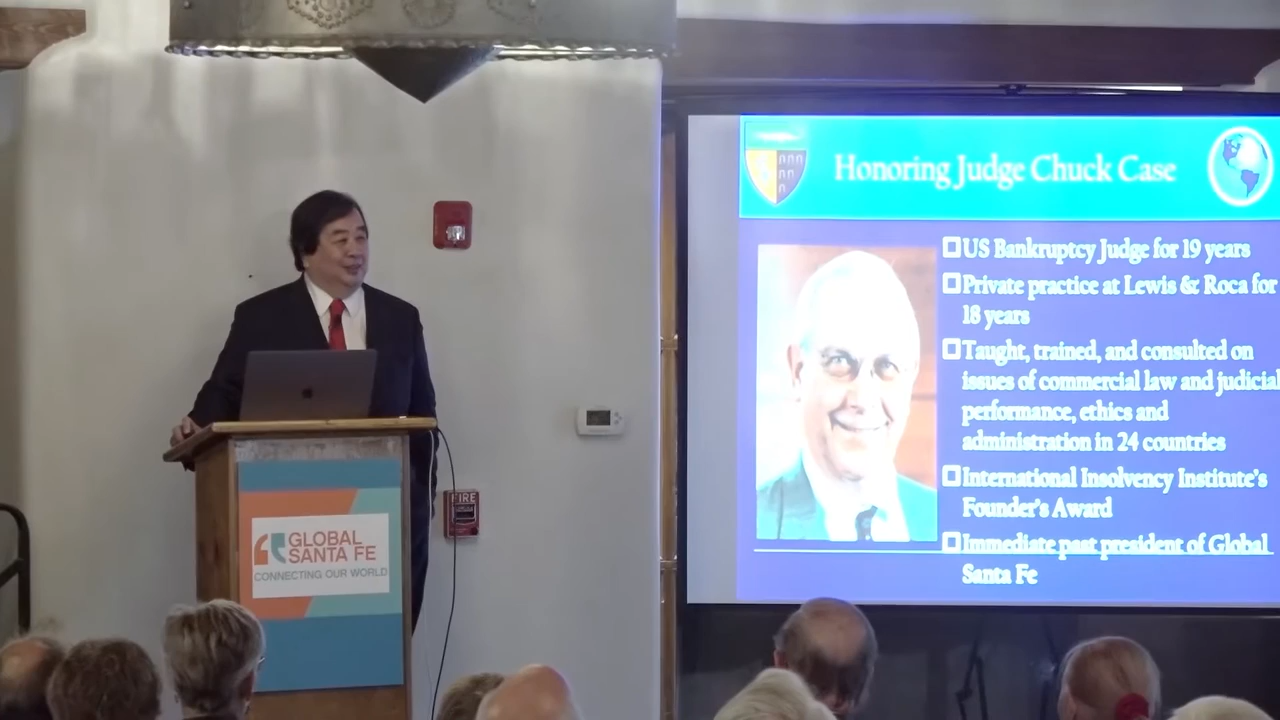 Honoring Judge Chuck Case
US Bankruptcy Judge for 19 years
Private practice at Lewis & Roca for
18 years
Taught, trained, and consulted on
issues of commercial law and judicial
performance, ethics and
administration in 24 countries
International Insolvency Institute's
Founder's Award
Immediate past president of Global
Santa Fe
GLOBAL
SANTA FE
CONNECTING OUR WORLD
FIRE